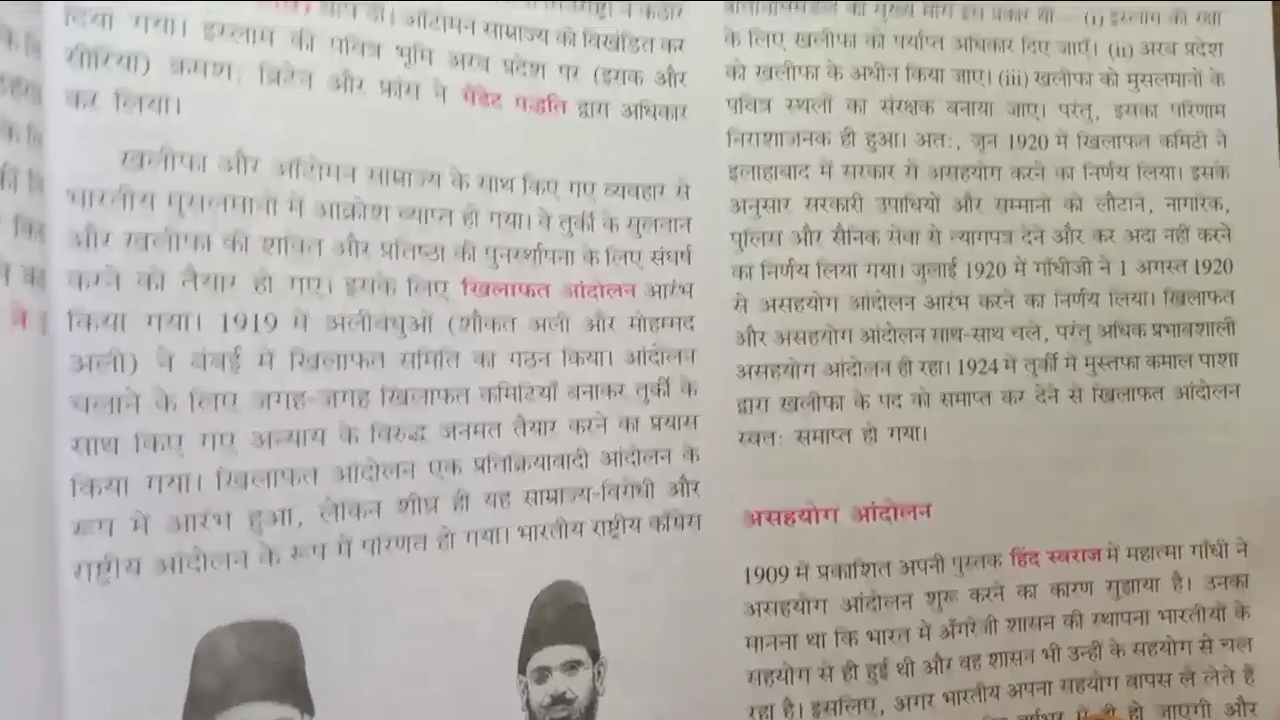 दिया गया। इस्लाम की पवित्र भूमि अरब प्रदेश पर (इराक और
सीरिया) क्रमश: ब्रिटेन और फ्रांस ने मैंडेट पद्धति द्वारा अधिकार
कर लिया।
खलीफा और ऑटोमन साम्राज्य के साथ किए गए व्यवहार से
भारतीय मुसलमानों में आक्रोश व्याप्त हो गया। वे तुर्की के सुलतान
और खलीफा की शक्ति और प्रतिष्ठा की पुनर्स्थापना के लिए संघर्ष
करने को तैयार हो गए। इसके लिए खिलाफत आंदोलन आरंभ
किया गया। 1919 में अलीबंधुओं (शौकत अली और मोहम्मद
अली) ने बंबई में खिलाफत समिति का गठन किया। आंदोलन
चलाने के लिए जगह-जगह खिलाफत कमिटियाँ बनाकर तुर्की के
साथ किए गए अन्याय के विरुद्ध जनमत तैयार करने का प्रयास
किया गया। खिलाफत आंदोलन एक प्रतिक्रियावादी आंदोलन के
रूप में आरंभ हुआ, लेकिन शीघ्र ही यह साम्राज्य-विरोधी और
राष्ट्रीय आंदोलन के रूप में परिणत हो गया। भारतीय राष्ट्रीय काँग्रेस
की मुख्य माँग इस प्रकार थी— (i) इस्लाम की रक्षा
के लिए खलीफा को पर्याप्त अधिकार दिए जाएँ। (ii) अरब प्रदेश
को खलीफा के अधीन किया जाए। (iii) खलीफा को मुसलमानों के
पवित्र स्थलों का संरक्षक बनाया जाए। परंतु, इसका परिणाम
निराशाजनक ही हुआ। अत:, जून 1920 में खिलाफत कमिटी ने
इलाहाबाद में सरकार से असहयोग करने का निर्णय लिया। इसके
अनुसार सरकारी उपाधियों और सम्मानों को लौटाने, नागरिक,
पुलिस और सैनिक सेवा से त्यागपत्र देने और कर अदा नहीं करने
का निर्णय लिया गया। जुलाई 1920 में गाँधीजी ने 1 अगस्त 1920
से असहयोग आंदोलन आरंभ करने का निर्णय लिया। खिलाफत
और असहयोग आंदोलन साथ-साथ चले, परंतु अधिक प्रभावशाली
असहयोग आंदोलन ही रहा। 1924 में तुर्की में मुस्तफा कमाल पाशा
द्वारा खलीफा के पद को समाप्त कर देने से खिलाफत आंदोलन
स्वत: समाप्त हो गया।
असहयोग आंदोलन
1909 में प्रकाशित अपनी पुस्तक हिंद स्वराज में महात्मा गाँधी ने
असहयोग आंदोलन शुरू करने का कारण सुझाया है। उनका
मानना था कि भारत में अँगरेजी शासन की स्थापना भारतीयों के
सहयोग से ही हुई थी और वह शासन भी उन्हीं के सहयोग से चल
रहा है। इसलिए, अगर भारतीय अपना सहयोग वापस ले लेते हैं